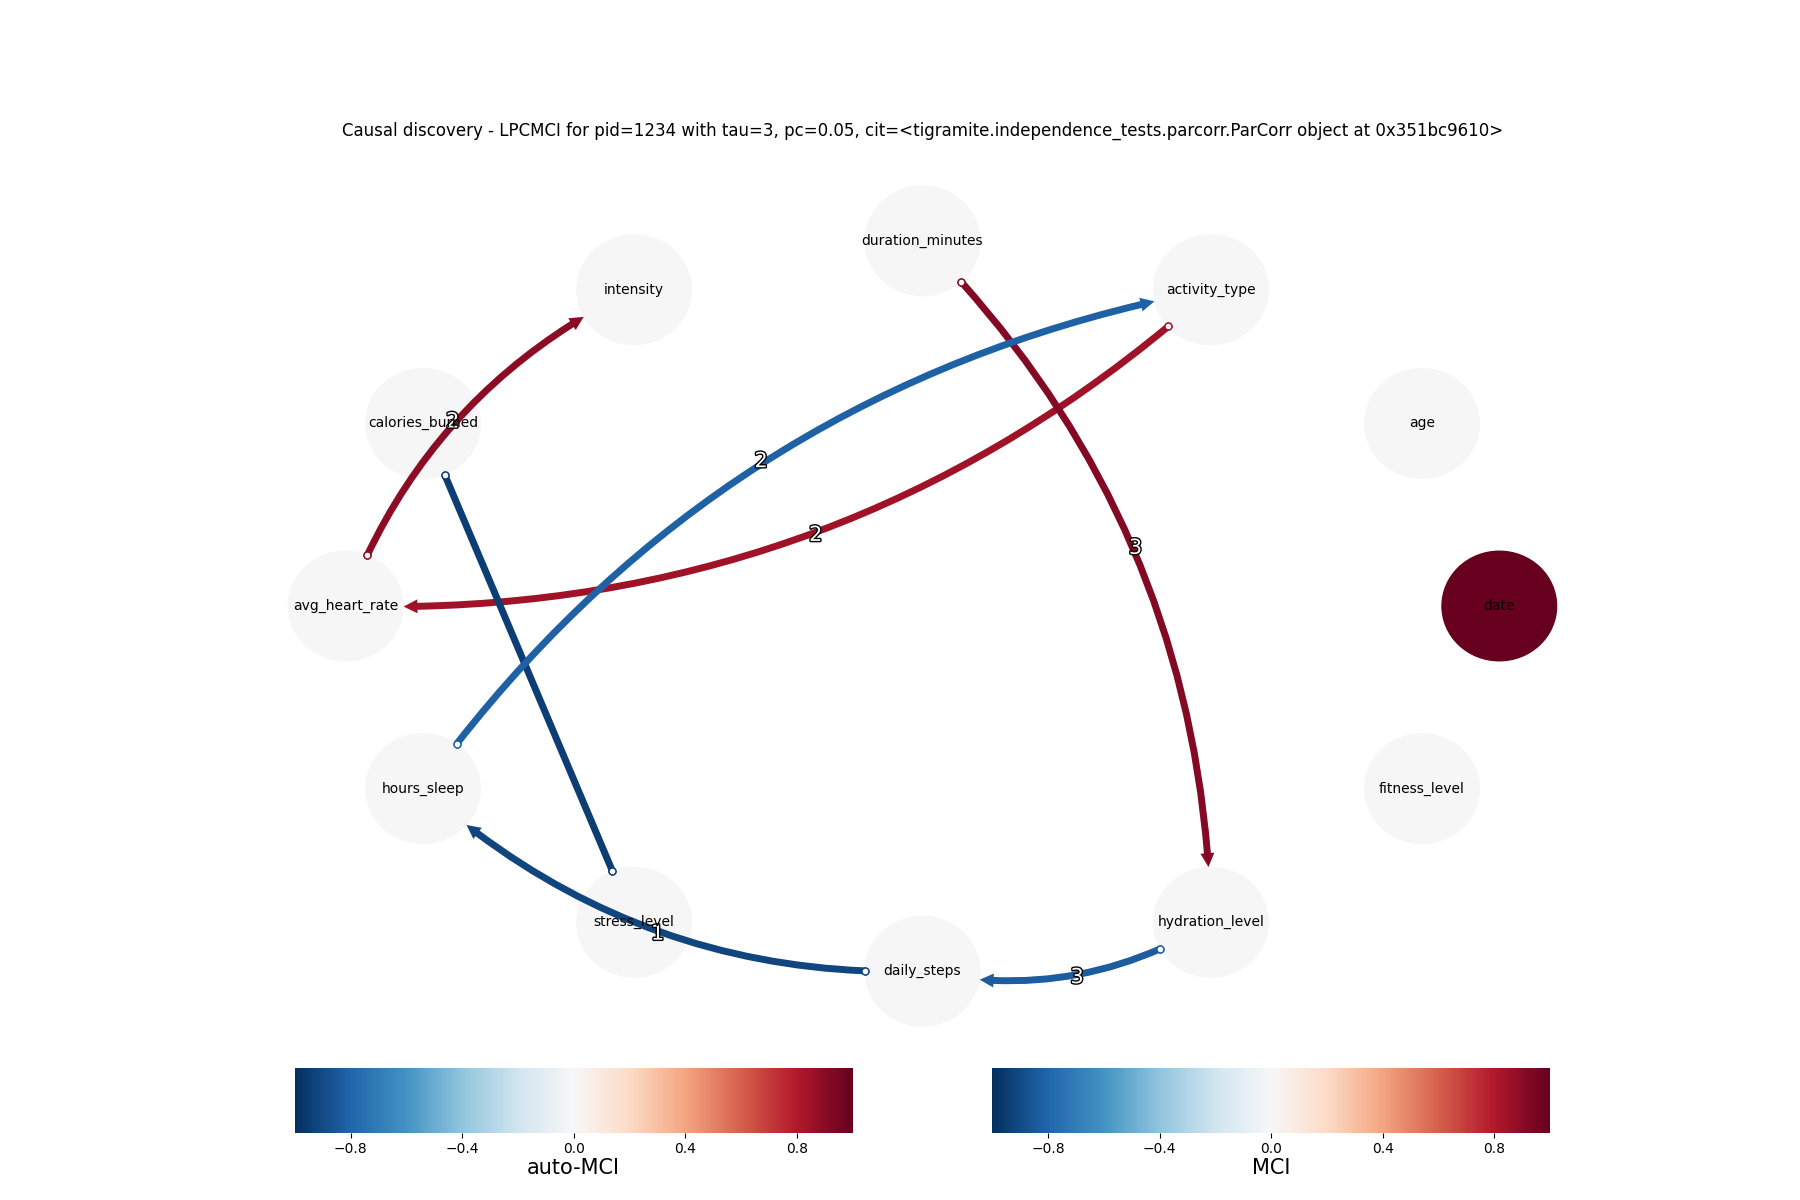 Causal discovery - LPCMCI for pid=1234 with tau=3, pc=0.05, cit=<tigramite.independence_tests.parcorr.ParCorr object at 0x351bc9610>
duration_minutes
intensity
activity_type
calories_burned
2
age
2
2
3
avg_heart_rate
date
hours_sleep
fitness_level
stress_level
1
hydration_level
daily_steps
3
−0.8 −0.4 0.0 0.4 0.8
auto-MCI
−0.8 −0.4 0.0 0.4 0.8
MCI